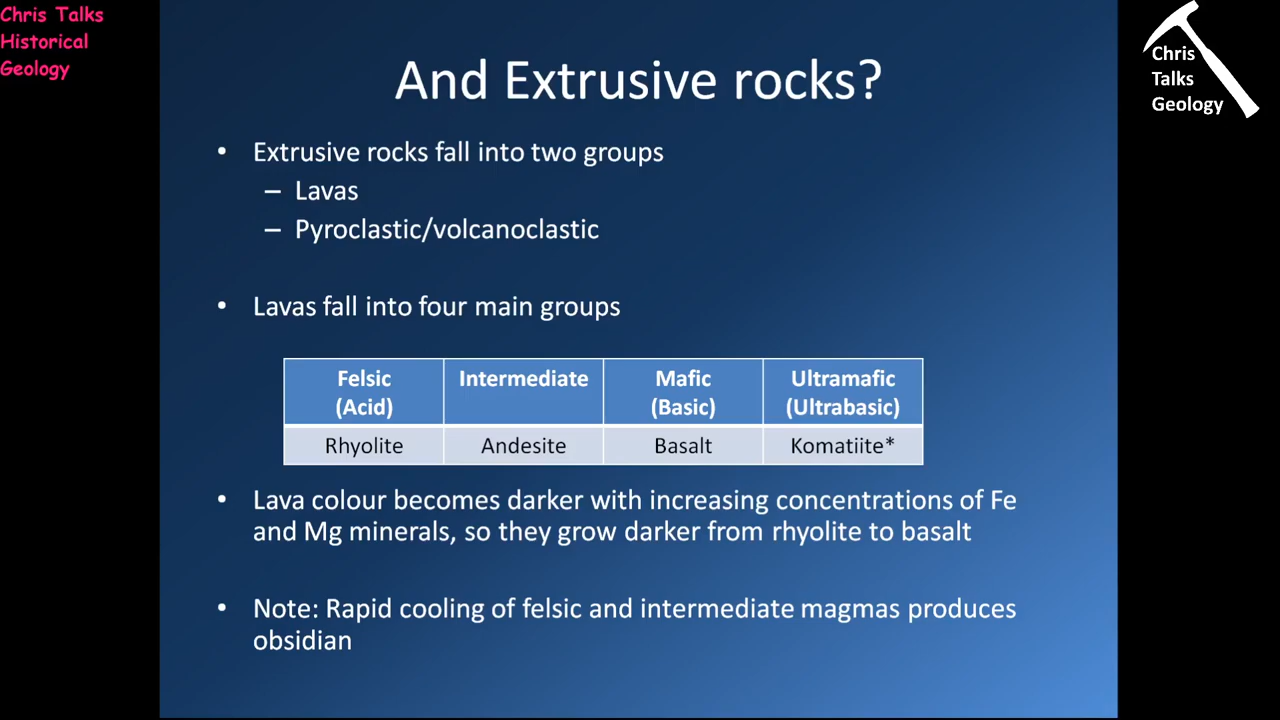 Chris Talks
Historical
Geology
Chris
Talks
Geology
And Extrusive rocks?
• Extrusive rocks fall into two groups
– Lavas
– Pyroclastic/volcanoclastic
• Lavas fall into four main groups
Felsic
(Acid)
Intermediate
Mafic
(Basic)
Ultramafic
(Ultrabasic)
Rhyolite
Andesite
Basalt
Komatiite*
• Lava colour becomes darker with increasing concentrations of Fe
and Mg minerals, so they grow darker from rhyolite to basalt
• Note: Rapid cooling of felsic and intermediate magmas produces
obsidian